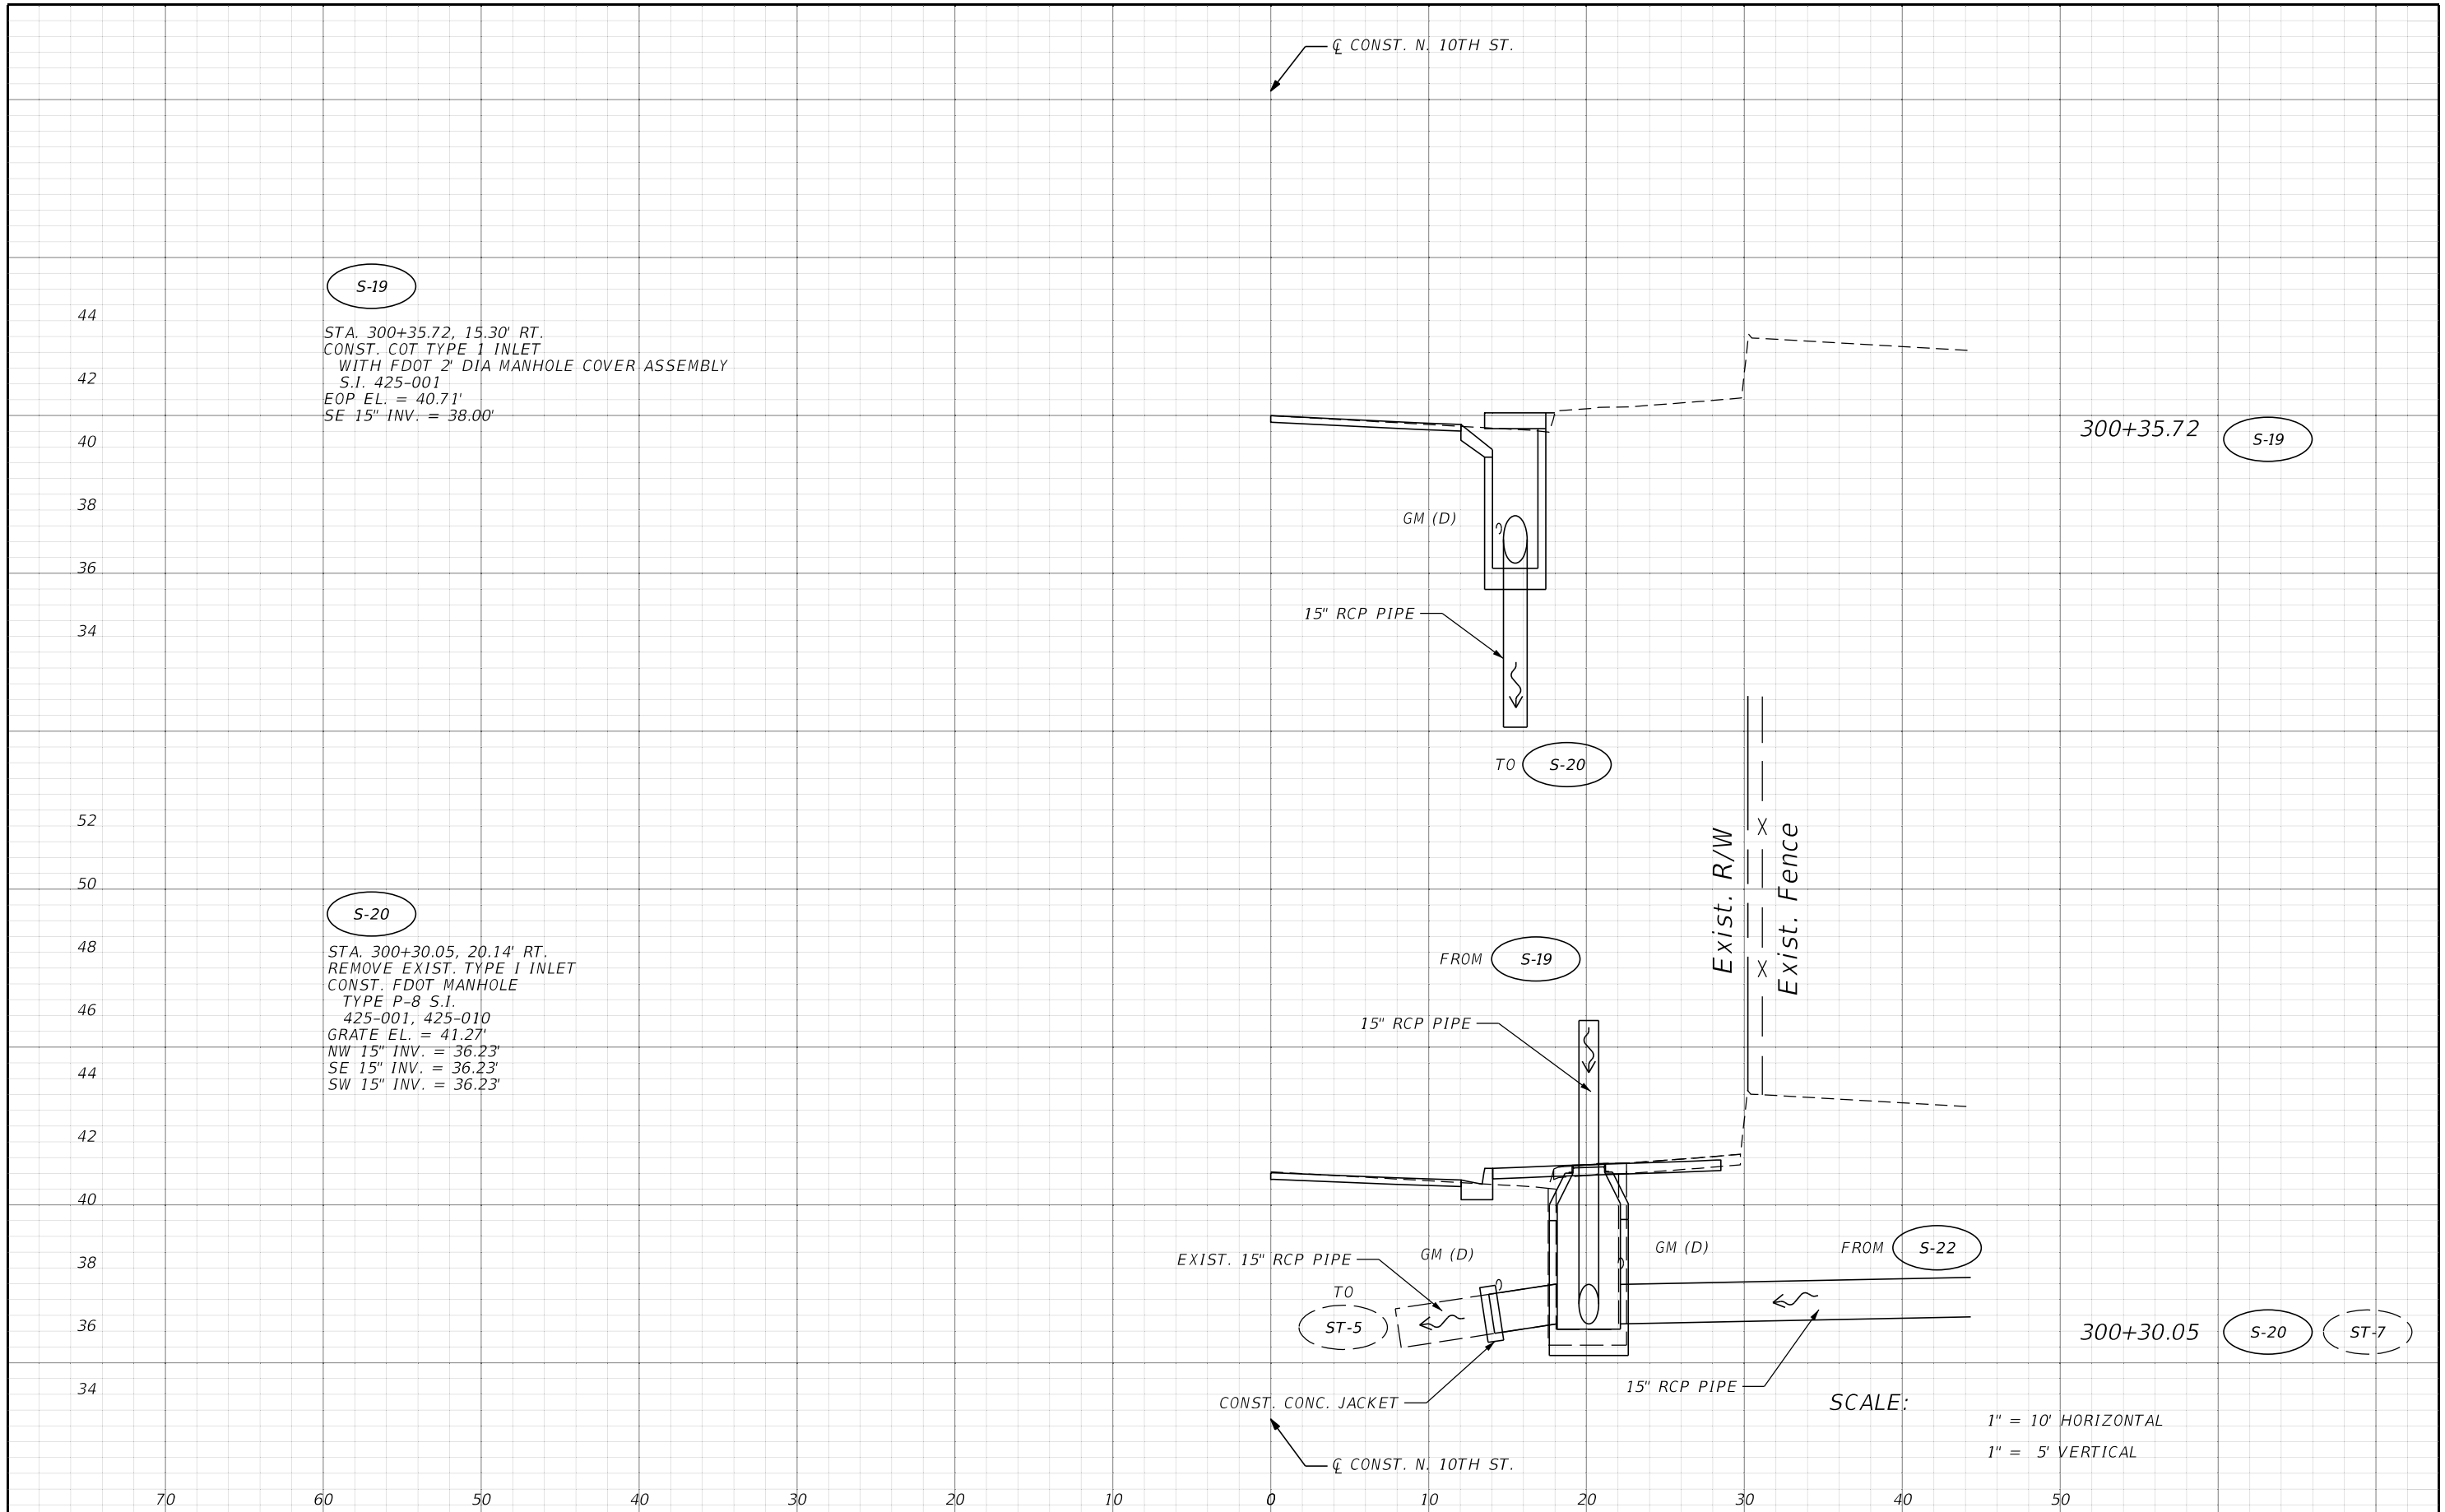 ℄ CONST. N. 10TH ST.
S-19
44
STA. 300+35.72, 15.30' RT.
CONST. COT TYPE 1 INLET
WITH FDOT 2' DIA MANHOLE COVER ASSEMBLY
S.I. 425-001
EOP EL. = 40.71'
SE 15" INV. = 38.00'
42
40
38
36
34
300+35.72
S-19
GM (D)
15" RCP PIPE
TO S-20
52
50
48
46
44
42
40
38
36
34
Exist. R/W
X
X
Exist. Fence
S-20
STA. 300+30.05, 20.14' RT.
REMOVE EXIST. TYPE I INLET
CONST. FDOT MANHOLE
TYPE P-8 S.I.
425-001, 425-010
GRATE EL. = 41.27'
NW 15" INV. = 36.23'
SE 15" INV. = 36.23'
SW 15" INV. = 36.23'
FROM S-19
15" RCP PIPE
EXIST. 15" RCP PIPE
GM (D)
GM (D)
FROM S-22
TO
ST-5
300+30.05
S-20
ST-7
15" RCP PIPE
CONST. CONC. JACKET
SCALE:
1" = 10' HORIZONTAL
1" = 5' VERTICAL
℄ CONST. N. 10TH ST.
70 60 50 40 30 20 10 0 10 20 30 40 50